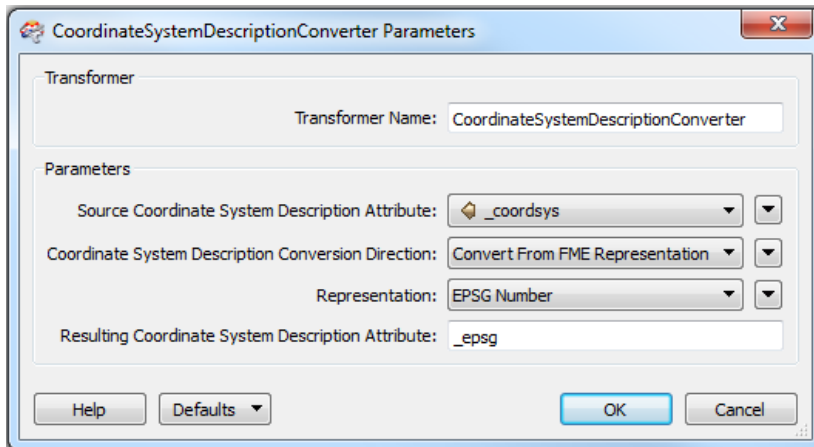 CoordinateSystemDescriptionConverter Parameters
Transformer
Transformer Name: CoordinateSystemDescriptionConverter
Parameters
Source Coordinate System Description Attribute: _coordsys
Coordinate System Description Conversion Direction: Convert From FME Representation
Representation: EPSG Number
Resulting Coordinate System Description Attribute: _epsg
Help Defaults OK Cancel